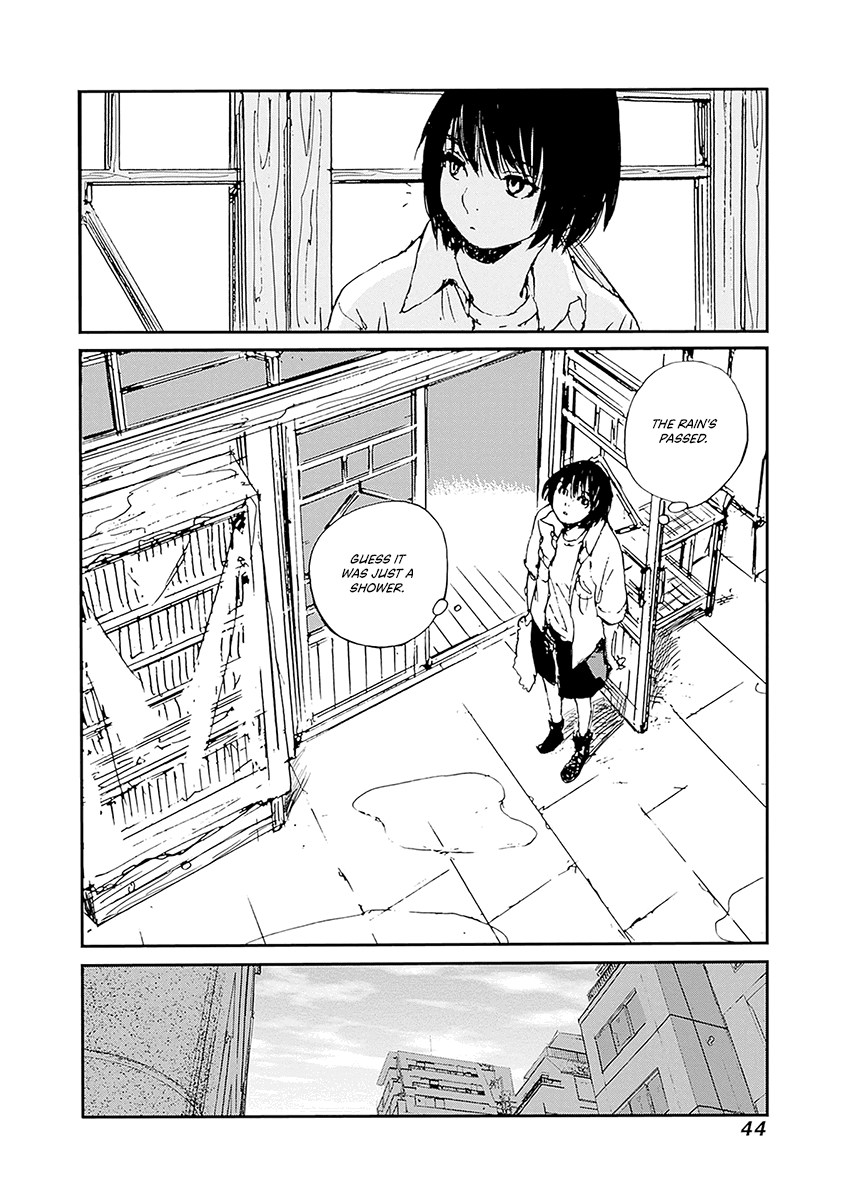 THE RAIN'S
PASSED.
GUESS IT
WAS JUST A
SHOWER.
44